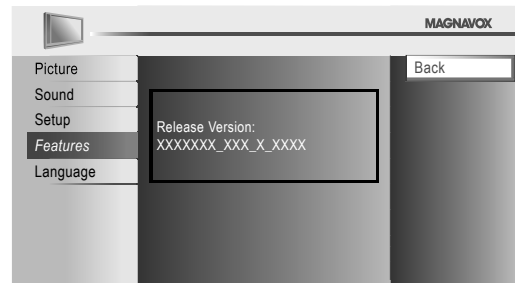 MAGNAVOX
Picture
Sound
Setup
Features
Language
Release Version:
XXXXXXX_XXX_X_XXXX
Back